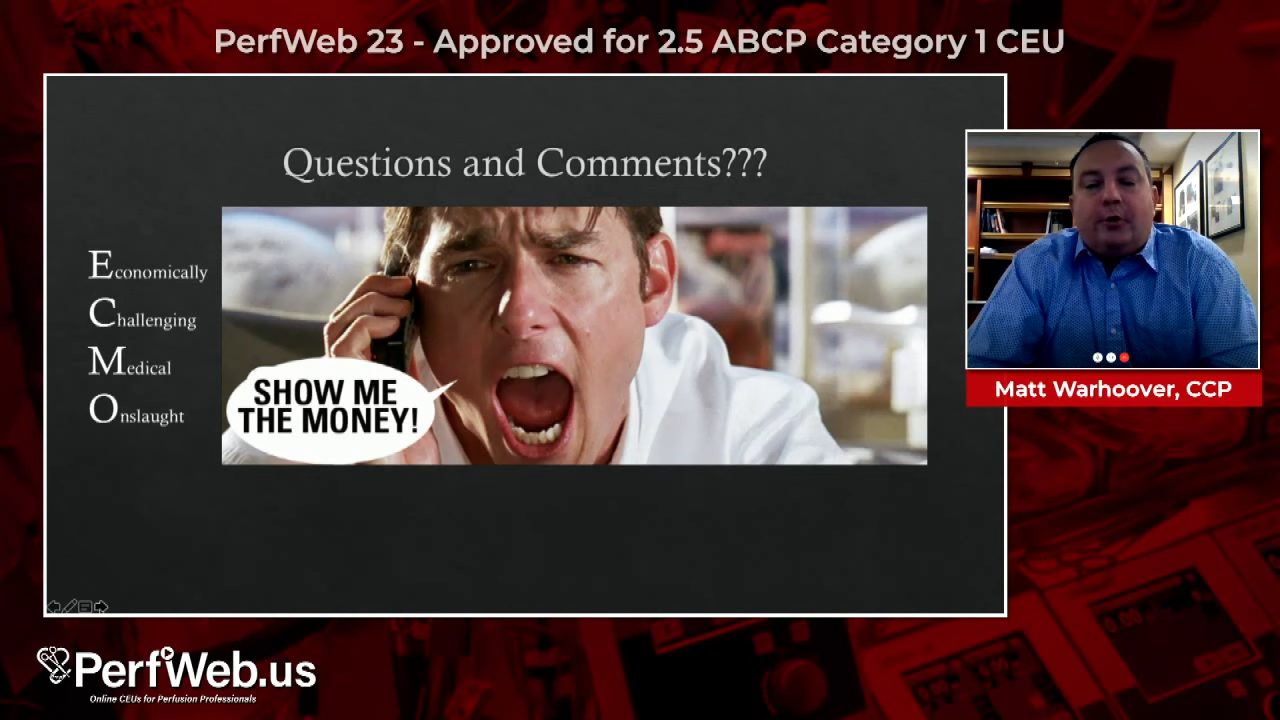 PerfWeb 23 - Approved for 2.5 ABCP Category 1 CEU
Questions and Comments???
Economically
Challenging
Medical
Onslaught
SHOW ME
THE MONEY!
Matt Warhoover, CCP
PerfWeb.us
Online CEUs for Perfusion Professionals